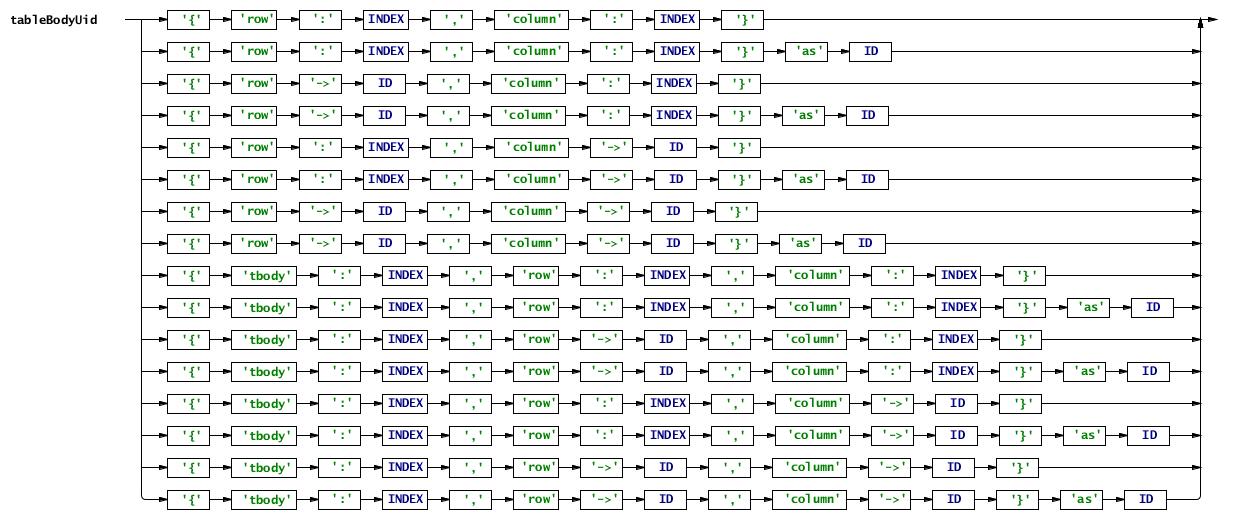 tableBodyUid '{' 'row' ':' INDEX ',' 'column' ':' INDEX '}'
'{' 'row' ':' INDEX ',' 'column' ':' INDEX '}' 'as' ID
'{' 'row' '->' ID ',' 'column' ':' INDEX '}'
'{' 'row' '->' ID ',' 'column' ':' INDEX '}' 'as' ID
'{' 'row' ':' INDEX ',' 'column' '->' ID '}'
'{' 'row' ':' INDEX ',' 'column' '->' ID '}' 'as' ID
'{' 'row' '->' ID ',' 'column' '->' ID '}'
'{' 'row' '->' ID ',' 'column' '->' ID '}' 'as' ID
'{' 'tbody' ':' INDEX ',' 'row' ':' INDEX ',' 'column' ':' INDEX '}'
'{' 'tbody' ':' INDEX ',' 'row' ':' INDEX ',' 'column' ':' INDEX '}' 'as' ID
'{' 'tbody' ':' INDEX ',' 'row' '->' ID ',' 'column' ':' INDEX '}'
'{' 'tbody' ':' INDEX ',' 'row' '->' ID ',' 'column' ':' INDEX '}' 'as' ID
'{' 'tbody' ':' INDEX ',' 'row' ':' INDEX ',' 'column' '->' ID '}'
'{' 'tbody' ':' INDEX ',' 'row' ':' INDEX ',' 'column' '->' ID '}' 'as' ID
'{' 'tbody' ':' INDEX ',' 'row' '->' ID ',' 'column' '->' ID '}'
'{' 'tbody' ':' INDEX ',' 'row' '->' ID ',' 'column' '->' ID '}' 'as' ID